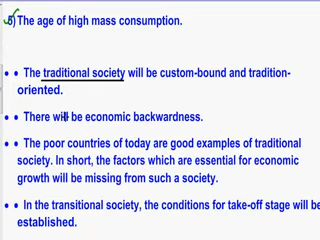 5) The age of high mass consumption.
• • The traditional society will be custom-bound and tradition-
oriented.
• • There will be economic backwardness.
• • The poor countries of today are good examples of traditional
society. In short, the factors which are essential for economic
growth will be missing from such a society.
• • In the transitional society, the conditions for take-off stage will be
established.